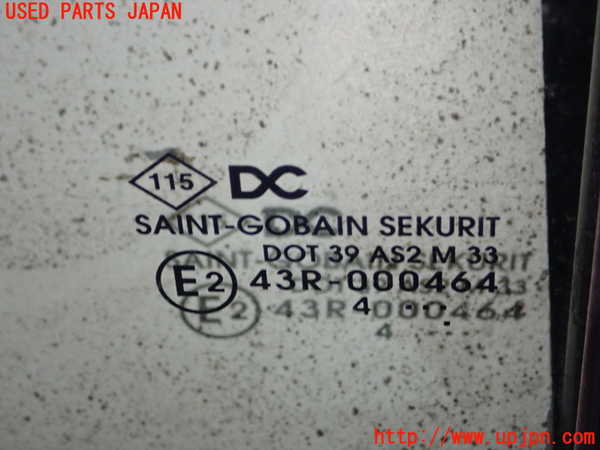 USED PARTS JAPAN
115 DC
SAINT-GOBAIN SEKURIT
DOT 39 AS2 M 33
E2 43R-000464
4 ...
http://www.upjpn.com/